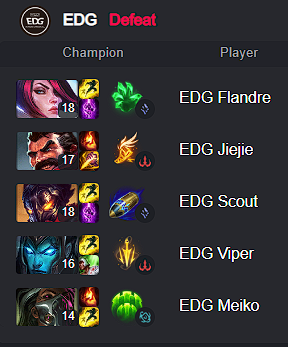 EDG
EDG Defeat
Champion Player
18
EDG Flandre
17
EDG Jiejie
18
EDG Scout
16
EDG Viper
14
EDG Meiko